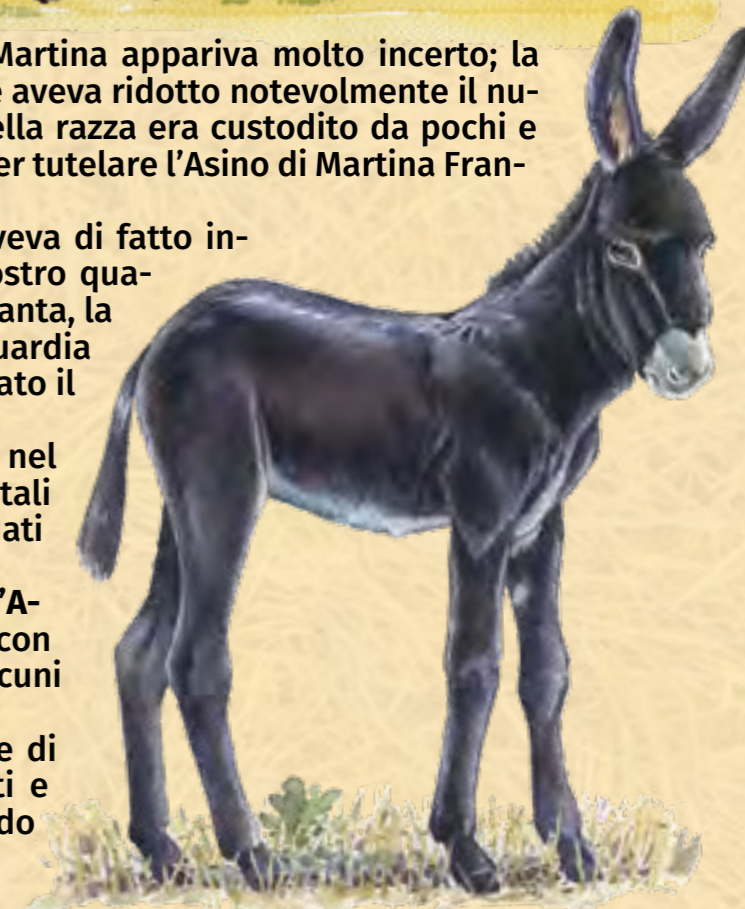 Martina appariva molto incerto; la
e aveva ridotto notevolmente il nu-
ella razza era custodito da pochi e
er tutelare l’Asino di Martina Fran-
veva di fatto in-
ostro qua-
anta, la
uardia
ato il
nel
tali
ati
’A-
con
cuni
e di
ti e
do